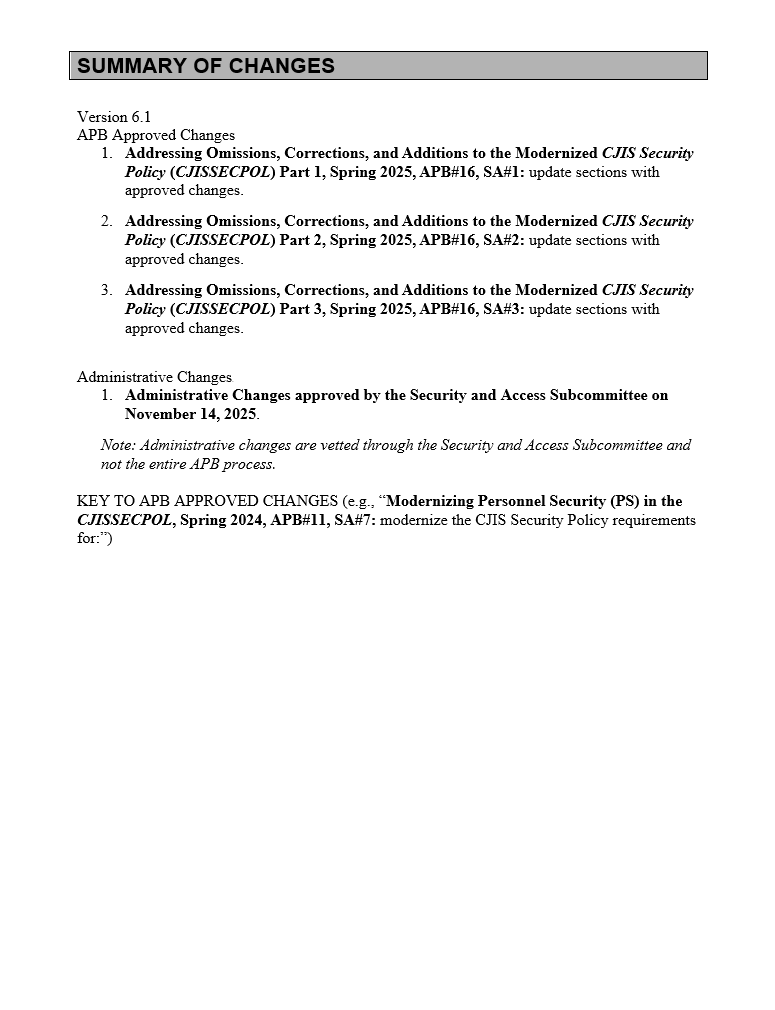 SUMMARY OF CHANGES
Version 6.1
APB Approved Changes
1. Addressing Omissions, Corrections, and Additions to the Modernized CJIS Security
Policy (CJISSECPOL) Part 1, Spring 2025, APB#16, SA#1: update sections with
approved changes.
2. Addressing Omissions, Corrections, and Additions to the Modernized CJIS Security
Policy (CJISSECPOL) Part 2, Spring 2025, APB#16, SA#2: update sections with
approved changes.
3. Addressing Omissions, Corrections, and Additions to the Modernized CJIS Security
Policy (CJISSECPOL) Part 3, Spring 2025, APB#16, SA#3: update sections with
approved changes.
Administrative Changes
1. Administrative Changes approved by the Security and Access Subcommittee on
November 14, 2025.
Note: Administrative changes are vetted through the Security and Access Subcommittee and
not the entire APB process.
KEY TO APB APPROVED CHANGES (e.g., “Modernizing Personnel Security (PS) in the
CJISSECPOL, Spring 2024, APB#11, SA#7: modernize the CJIS Security Policy requirements
for:”)